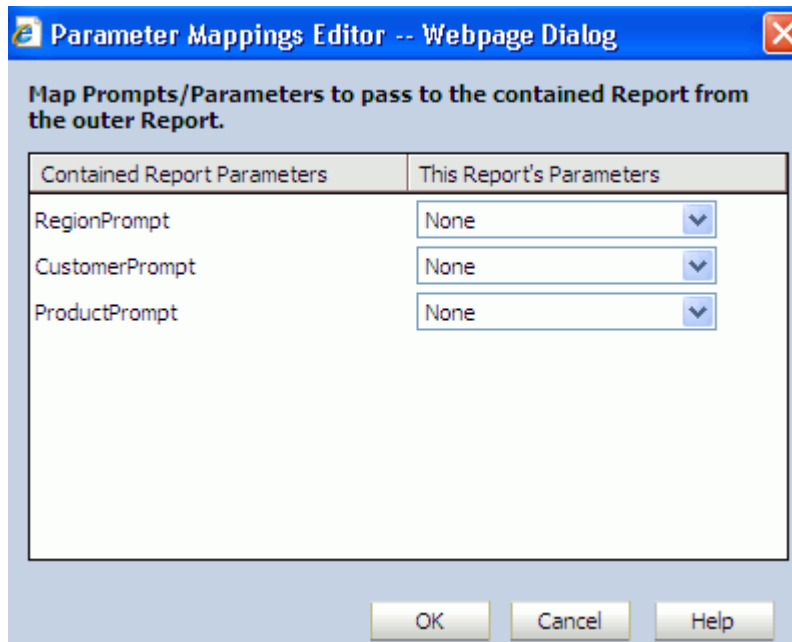 Parameter Mappings Editor -- Webpage Dialog
Map Prompts/Parameters to pass to the contained Report from
the outer Report.
Contained Report Parameters This Report's Parameters
RegionPrompt None
CustomerPrompt None
ProductPrompt None
OK Cancel Help